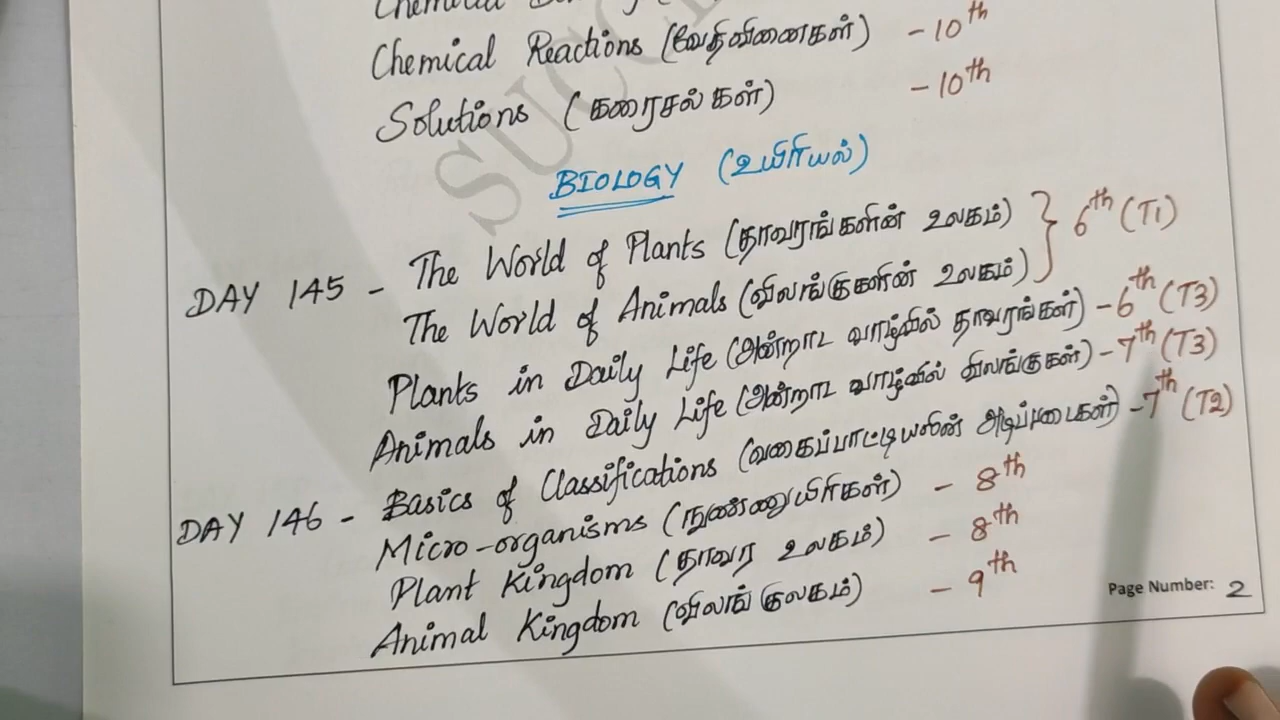 Chemical
Chemical Reactions (வேதிவினைகள்) - 10th
Solutions (கரைசல்கள்) - 10th
BIOLOGY (உயிரியல்)
DAY 145 - The World of Plants (தாவரங்களின் உலகம்) } 6th (T1)
The World of Animals (விலங்குகளின் உலகம்)
Plants in Daily Life (அன்றாட வாழ்வில் தாவரங்கள்) - 6th (T3)
Animals in Daily Life (அன்றாட வாழ்வில் விலங்குகள்) - 7th (T3)
DAY 146 - Basics of Classifications (வகைப்பாட்டியலின் அடிப்படைகள்) - 7th (T2)
Micro-organisms (நுண்ணுயிரிகள்) - 8th
Plant Kingdom (தாவர உலகம்) - 8th
Animal Kingdom (விலங்குலகம்) - 9th
Page Number: 2